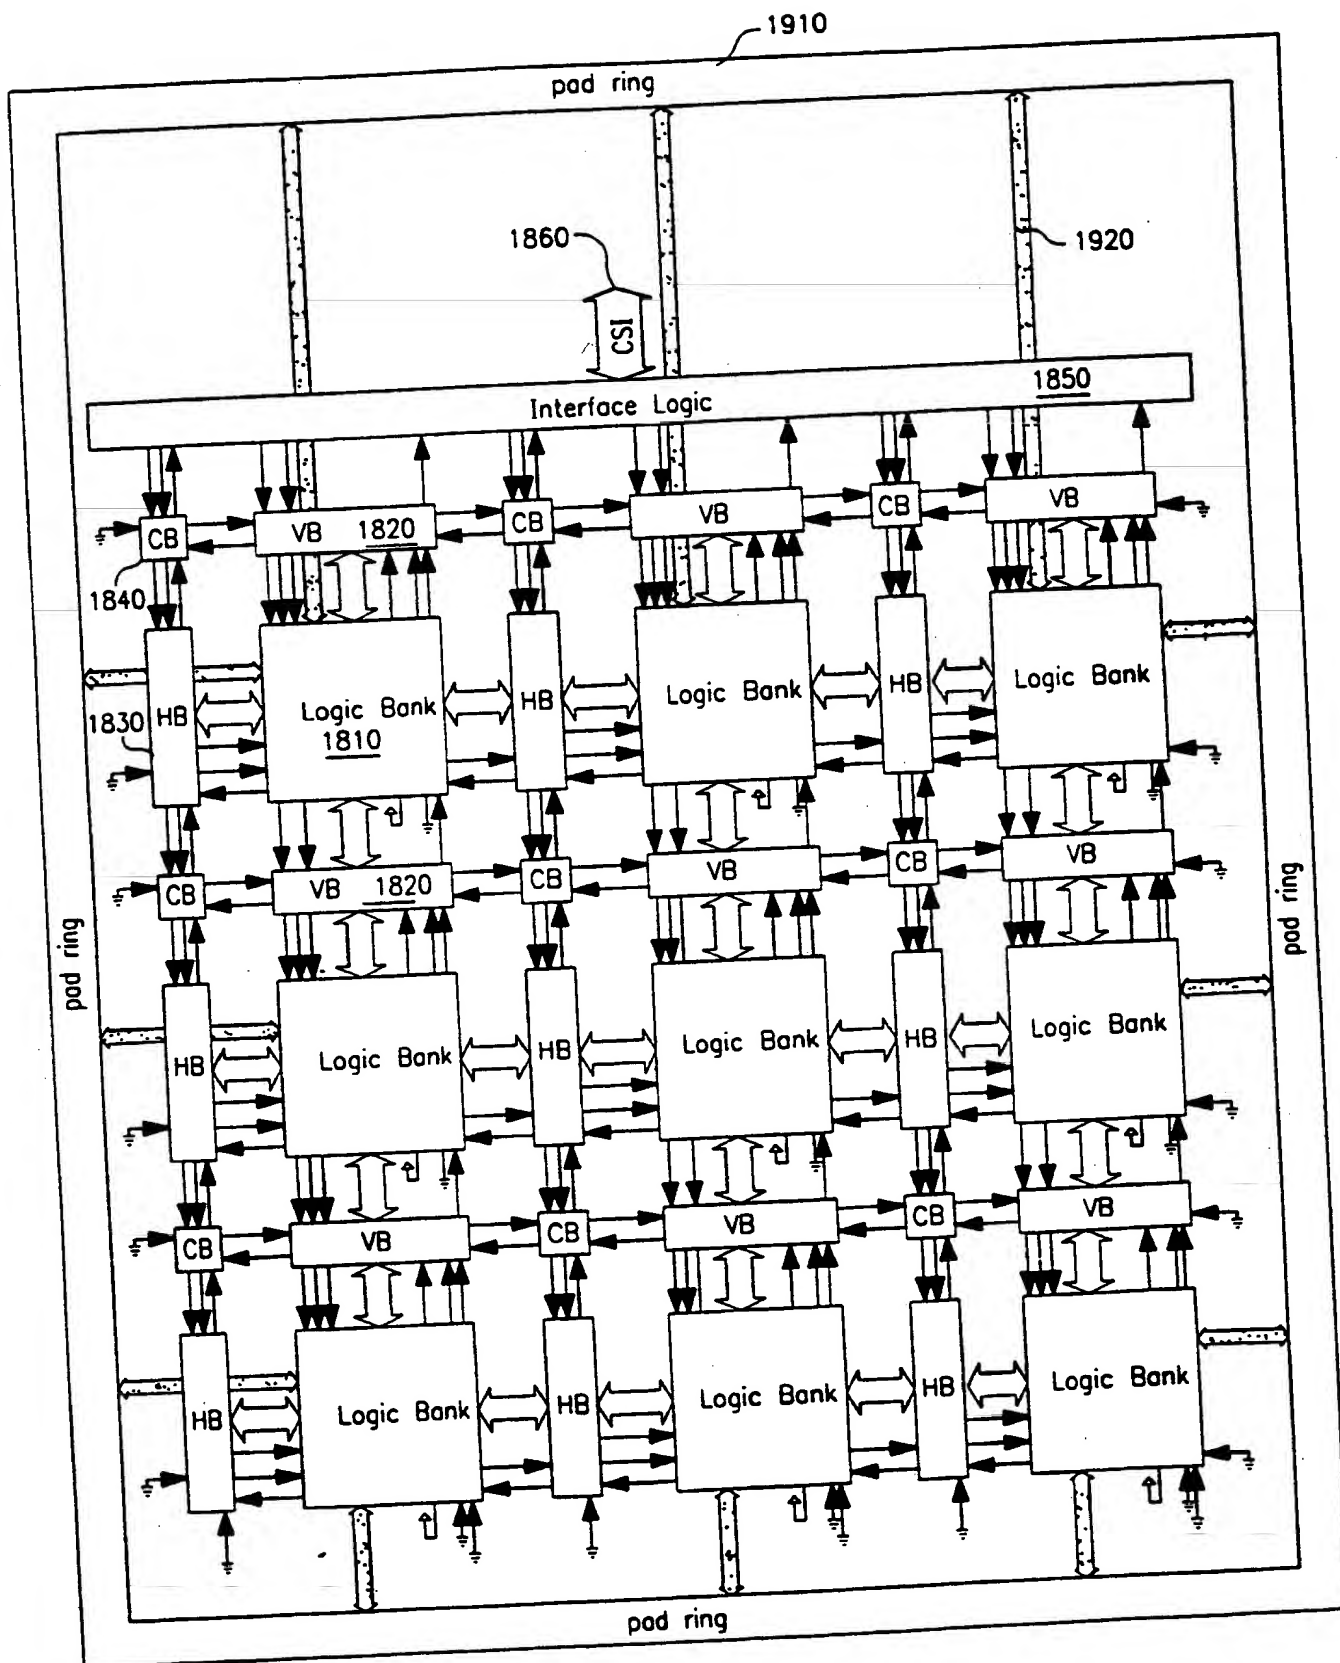 1910
pad ring
1860
1920
CSI
1850
Interface Logic
CB
VB 1820
CB
VB
CB
VB
1840
HB
Logic Bank
1810
HB
Logic Bank
HB
Logic Bank
1830
CB
VB 1820
CB
VB
CB
VB
pad ring
pad ring
HB
Logic Bank
HB
Logic Bank
HB
Logic Bank
CB
VB
CB
VB
CB
VB
HB
Logic Bank
HB
Logic Bank
HB
Logic Bank
pad ring